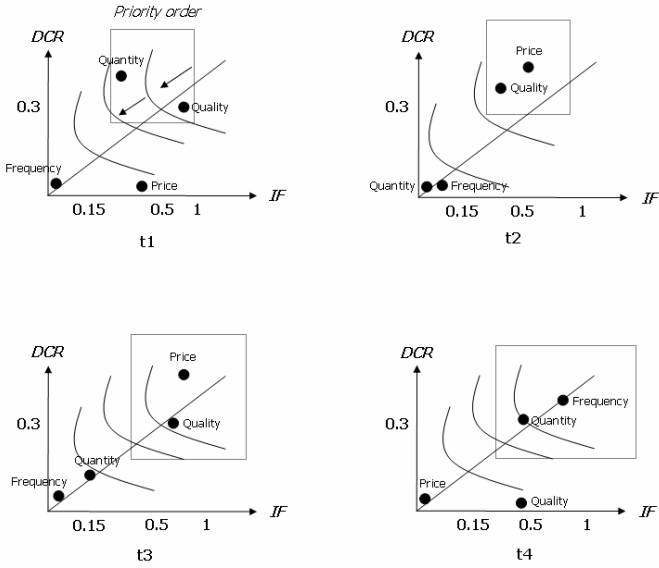 Priority order
DCR
Quantity
0.3
Quality
Frequency
Price
IF
0.15 0.5 1
t1
DCR
Price
Quality
0.3
Quantity
Frequency
IF
0.15 0.5 1
t2
DCR
Price
0.3
Quality
Quantity
Frequency
IF
0.15 0.5 1
t3
DCR
Frequency
0.3
Quantity
Price
Quality
IF
0.15 0.5 1
t4